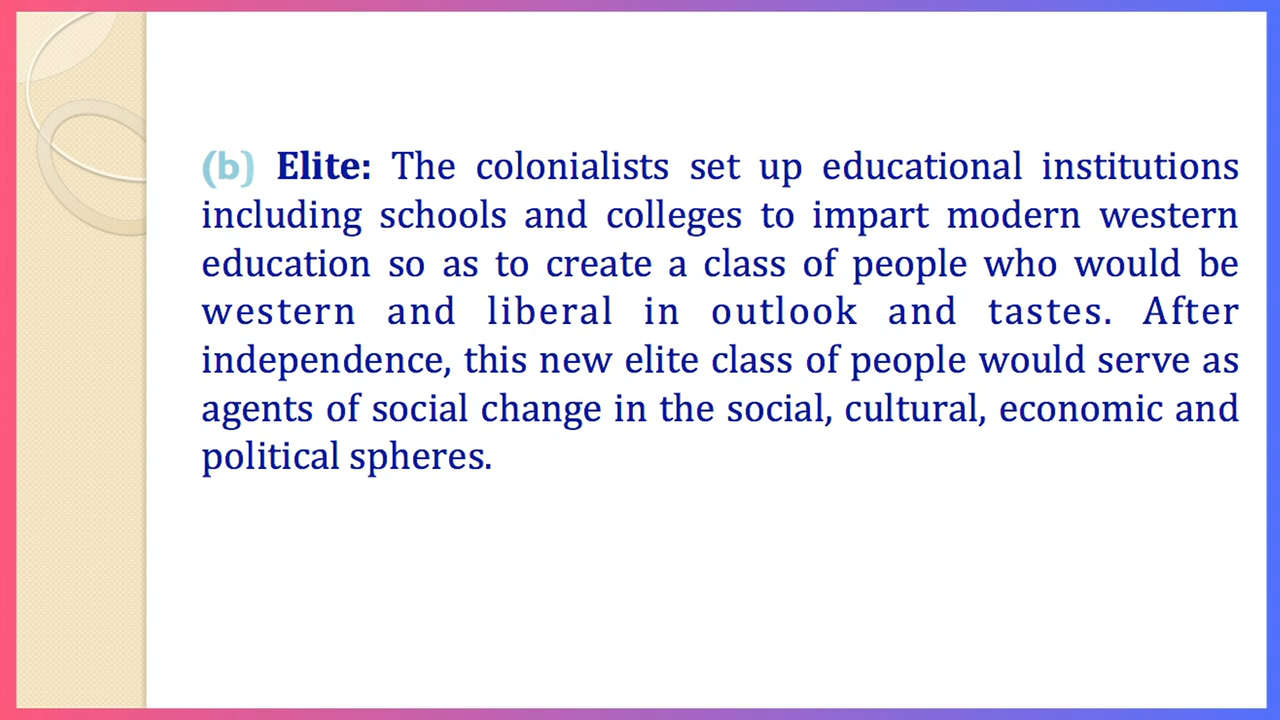 (b) Elite: The colonialists set up educational institutions
including schools and colleges to impart modern western
education so as to create a class of people who would be
western and liberal in outlook and tastes. After
independence, this new elite class of people would serve as
agents of social change in the social, cultural, economic and
political spheres.